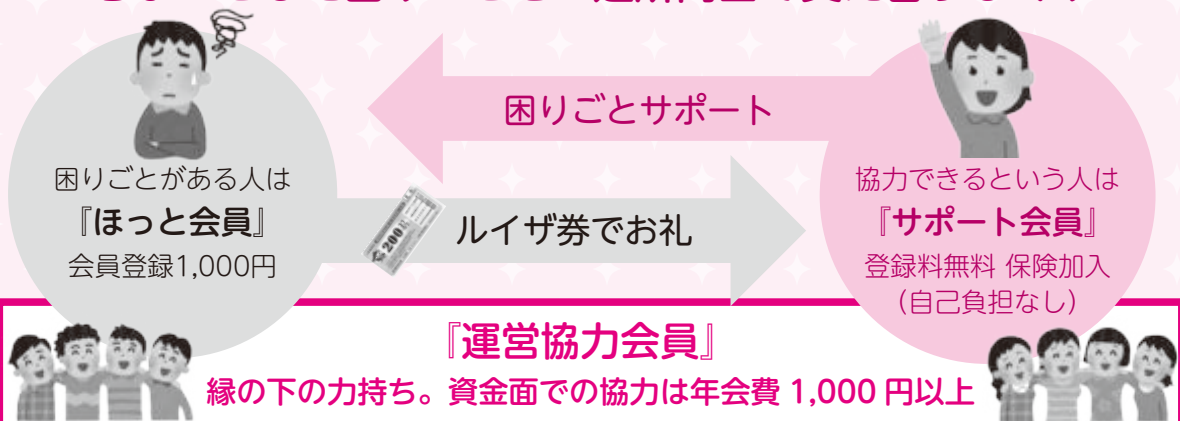 困りごとサポート
困りごとがある人は
『ほっと会員』
会員登録1,000円
200
ルイザ券でお礼
協力できるという人は
『サポート会員』
登録料無料 保険加入
（自己負担なし）
『運営協力会員』
縁の下の力持ち。資金面での協力は年会費 1,000 円以上